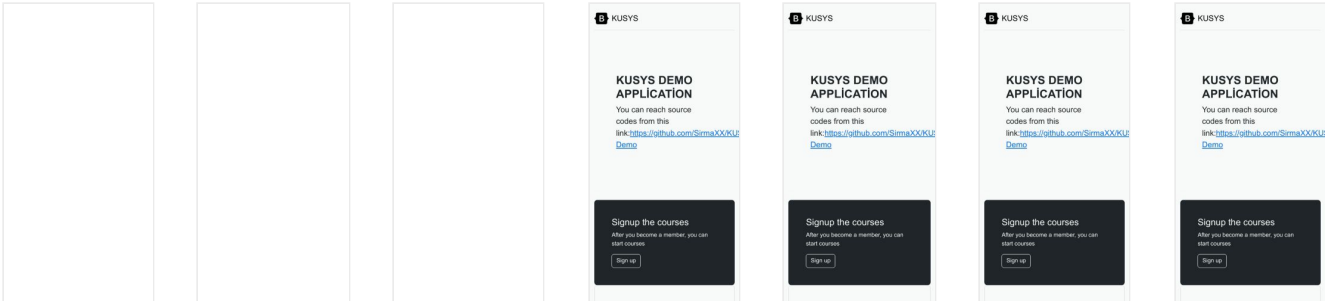 B KUSYS
KUSYS DEMO
APPLİCATİON
You can reach source
codes from this
link:https://github.com/SirmaXX/KUS
Demo
Signup the courses
After you become a member, you can
start courses
Sign up
B KUSYS
KUSYS DEMO
APPLİCATİON
You can reach source
codes from this
link:https://github.com/SirmaXX/KUS
Demo
Signup the courses
After you become a member, you can
start courses
Sign up
B KUSYS
KUSYS DEMO
APPLİCATİON
You can reach source
codes from this
link:https://github.com/SirmaXX/KUS
Demo
Signup the courses
After you become a member, you can
start courses
Sign up
B KUSYS
KUSYS DEMO
APPLİCATİON
You can reach source
codes from this
link:https://github.com/SirmaXX/KUS
Demo
Signup the courses
After you become a member, you can
start courses
Sign up